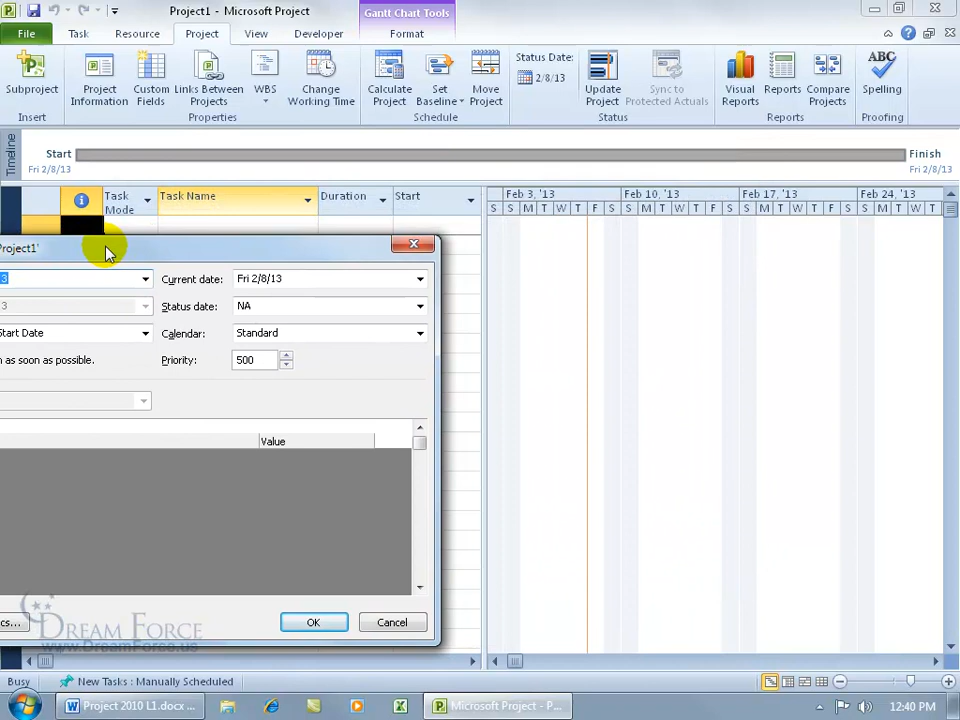 Project1 - Microsoft Project
Gantt Chart Tools
File Task Resource Project View Developer Format
Subproject
Project Information
Custom Fields
Links Between Projects
WBS
Change Working Time
Calculate Project
Set Baseline
Move Project
Status Date:
2/8/13
Update Project
Sync to Protected Actuals
Visual Reports
Reports
Compare Projects
ABC
Spelling
Insert Properties Schedule Status Reports Proofing
Timeline
Start
Fri 2/8/13
Finish
Fri 2/8/13
Task Mode
Task Name
Duration
Start
Feb 3, '13 Feb 10, '13 Feb 17, '13 Feb 24, '13
S S M T W T F S S M T W T F S S M T W T F S S M T W T
Project1'
3
Current date: Fri 2/8/13
3
Status date: NA
Start Date
Calendar: Standard
n as soon as possible.
Priority: 500
Value
cs...
OK
Cancel
DREAM FORCE
www.DreamForce.us
Busy
New Tasks : Manually Scheduled
Project 2010 L1.docx ...
Microsoft Project - P...
12:40 PM